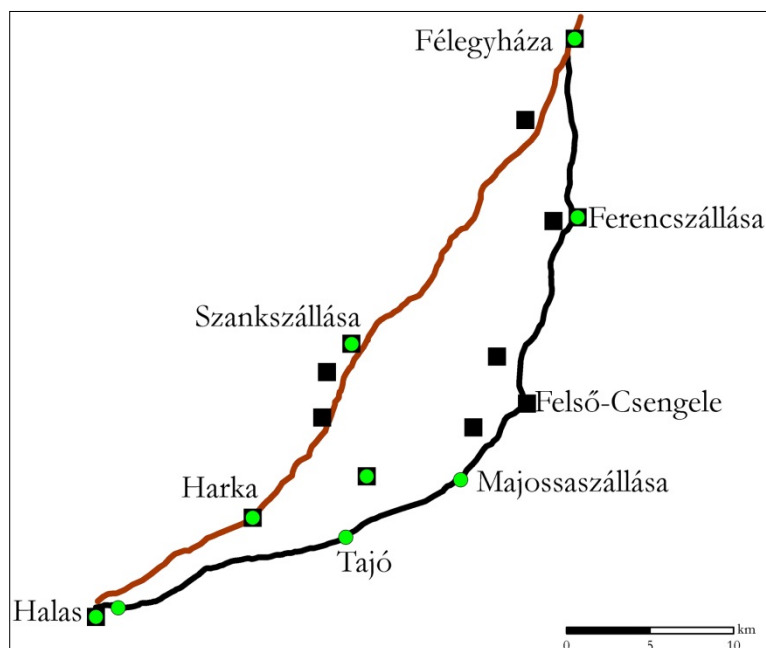 Félegyháza
Ferencszállása
Szankszállása
Felső-Csengele
Harka
Majossaszállása
Tajó
Halas
km
0 5 10